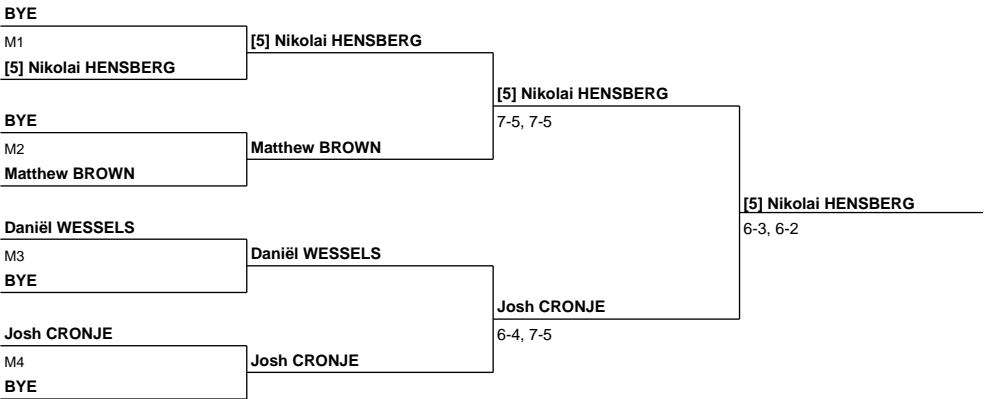 BYE
M1
[5] Nikolai HENSBERG
BYE
M2
Matthew BROWN
Daniël WESSELS
M3
BYE
Josh CRONJE
M4
BYE
[5] Nikolai HENSBERG
Matthew BROWN
Daniël WESSELS
Josh CRONJE
[5] Nikolai HENSBERG
7-5, 7-5
Josh CRONJE
6-4, 7-5
[5] Nikolai HENSBERG
6-3, 6-2